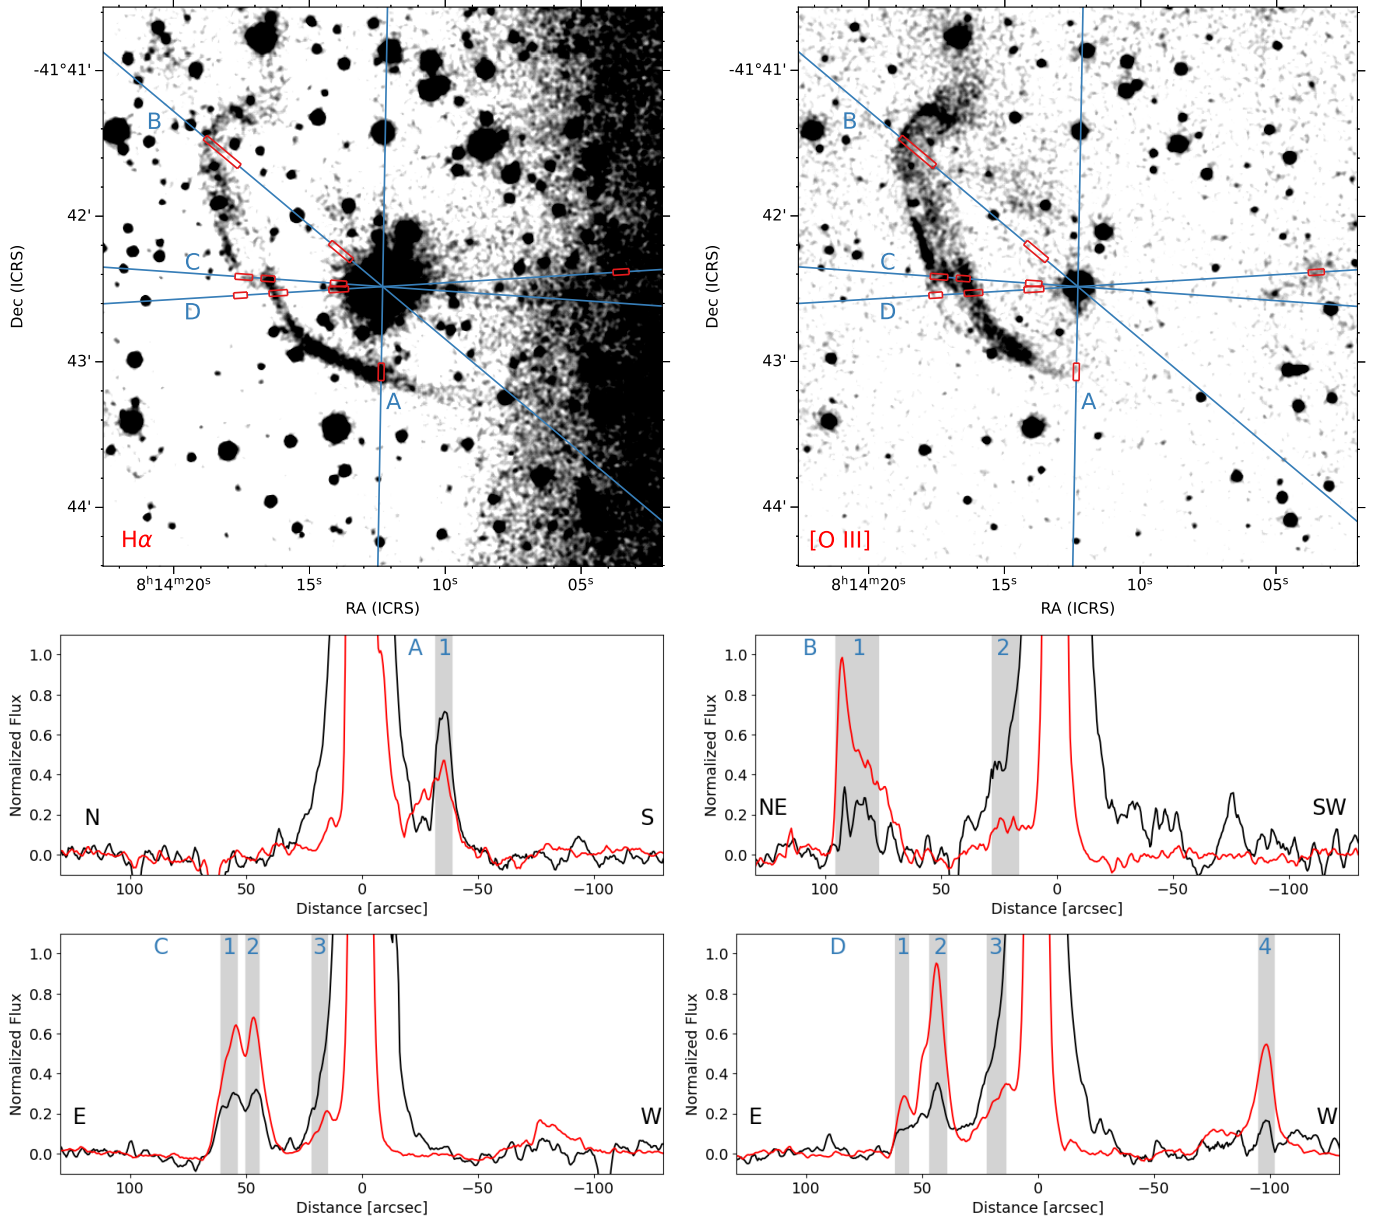 -41°41'
42'
43'
44'
Dec (ICRS)
B
C
D
A
Hα
8ʰ14ᵐ20ˢ 15ˢ 10ˢ 05ˢ
RA (ICRS)
-41°41'
42'
43'
44'
Dec (ICRS)
B
C
D
A
[O III]
8ʰ14ᵐ20ˢ 15ˢ 10ˢ 05ˢ
RA (ICRS)
A 1
1.0
0.8
0.6
0.4
0.2
0.0
Normalized Flux
N S
100 50 0 −50 −100
Distance [arcsec]
B 1 2
1.0
0.8
0.6
0.4
0.2
0.0
Normalized Flux
NE SW
100 50 0 −50 −100
Distance [arcsec]
C 1 2 3
1.0
0.8
0.6
0.4
0.2
0.0
Normalized Flux
E W
100 50 0 −50 −100
Distance [arcsec]
D 1 2 3 4
1.0
0.8
0.6
0.4
0.2
0.0
Normalized Flux
E W
100 50 0 −50 −100
Distance [arcsec]